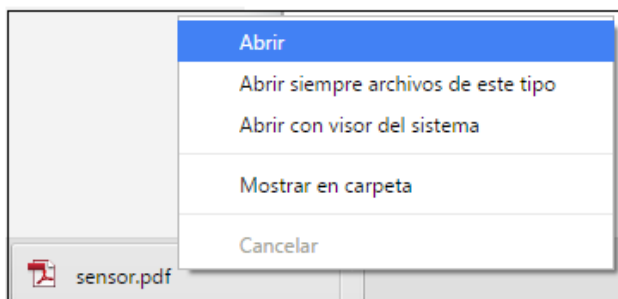 Abrir
Abrir siempre archivos de este tipo
Abrir con visor del sistema
Mostrar en carpeta
Cancelar
sensor.pdf